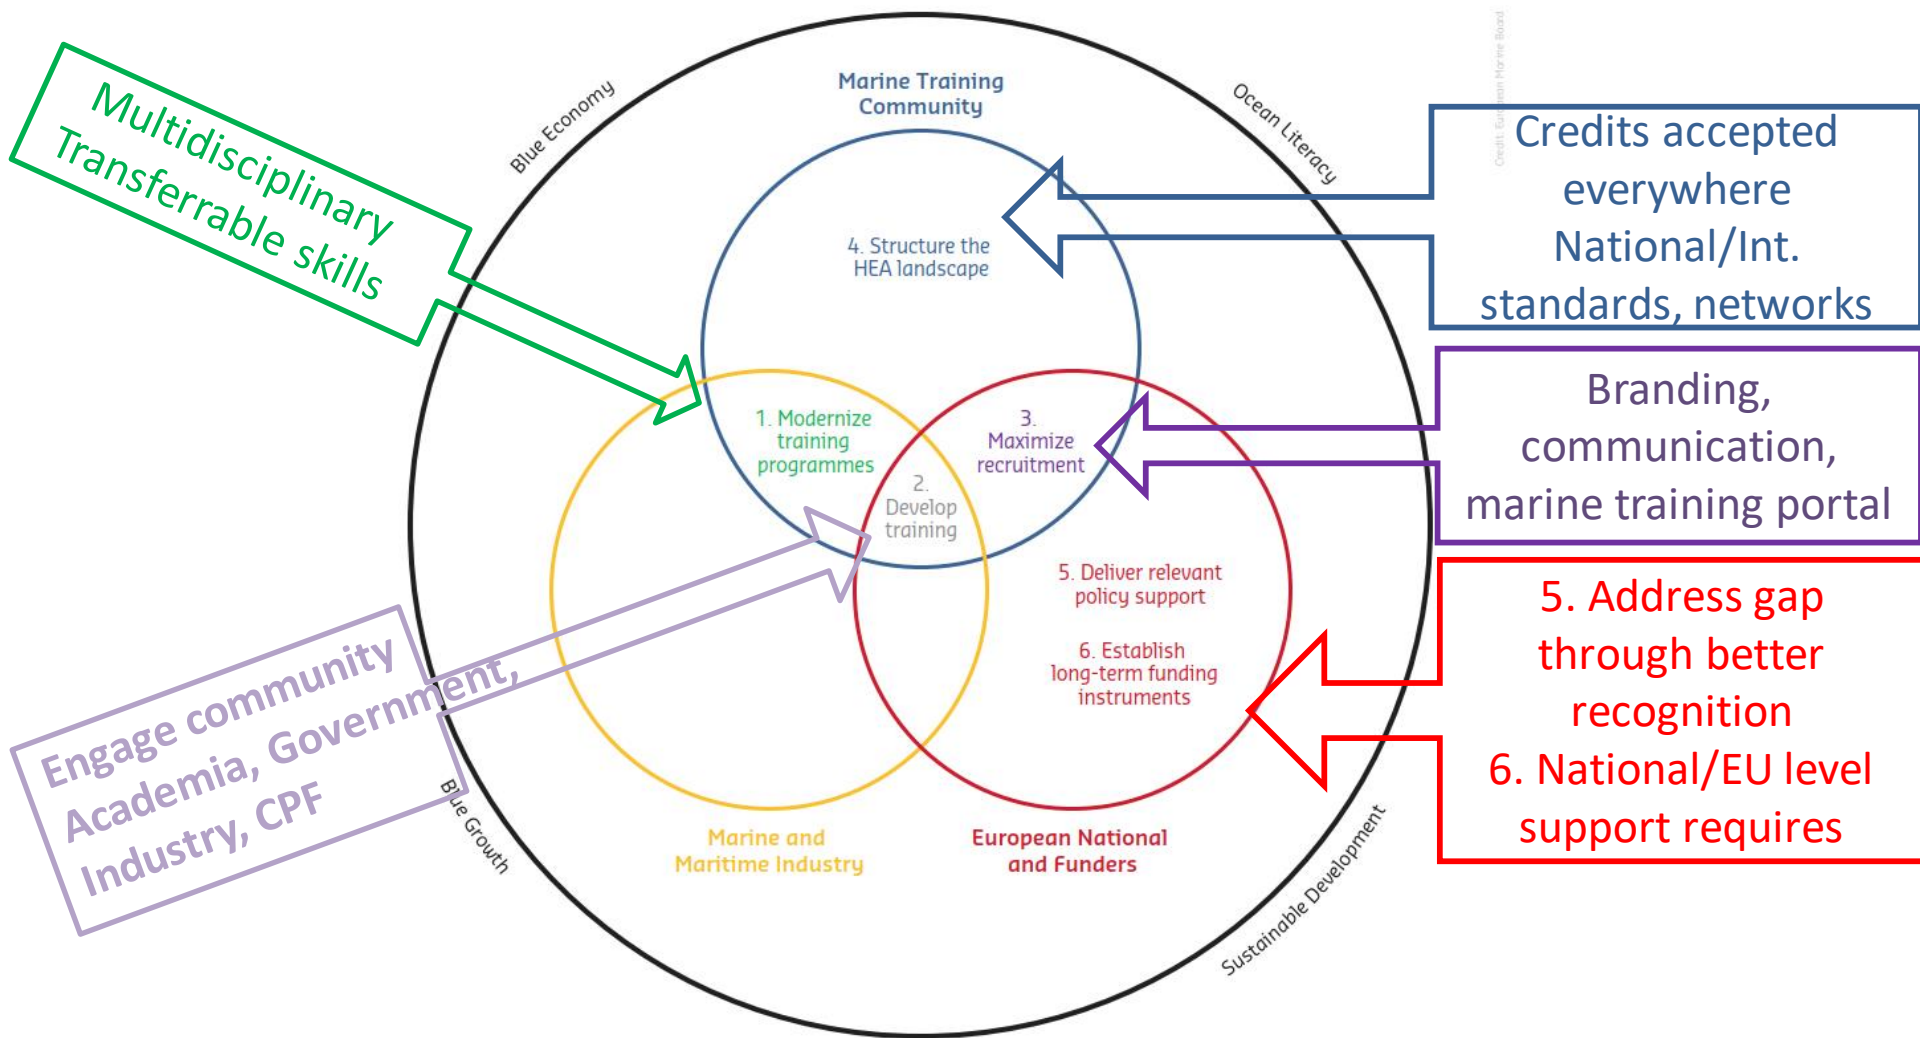 Credit: European Marine Board
Marine Training
Community
Blue Economy
Ocean Literacy
Multidisciplinary
Transferrable skills
Credits accepted
everywhere
National/Int.
standards, networks
4. Structure the
HEA landscape
1. Modernize
training
programmes
3.
Maximize
recruitment
2.
Develop
training
Branding,
communication,
marine training portal
5. Deliver relevant
policy support
6. Establish
long-term funding
instruments
5. Address gap
through better
recognition
6. National/EU level
support requires
Engage community
Academia, Government,
Industry, CPF
Blue Growth
Marine and
Maritime Industry
European National
and Funders
Sustainable Development